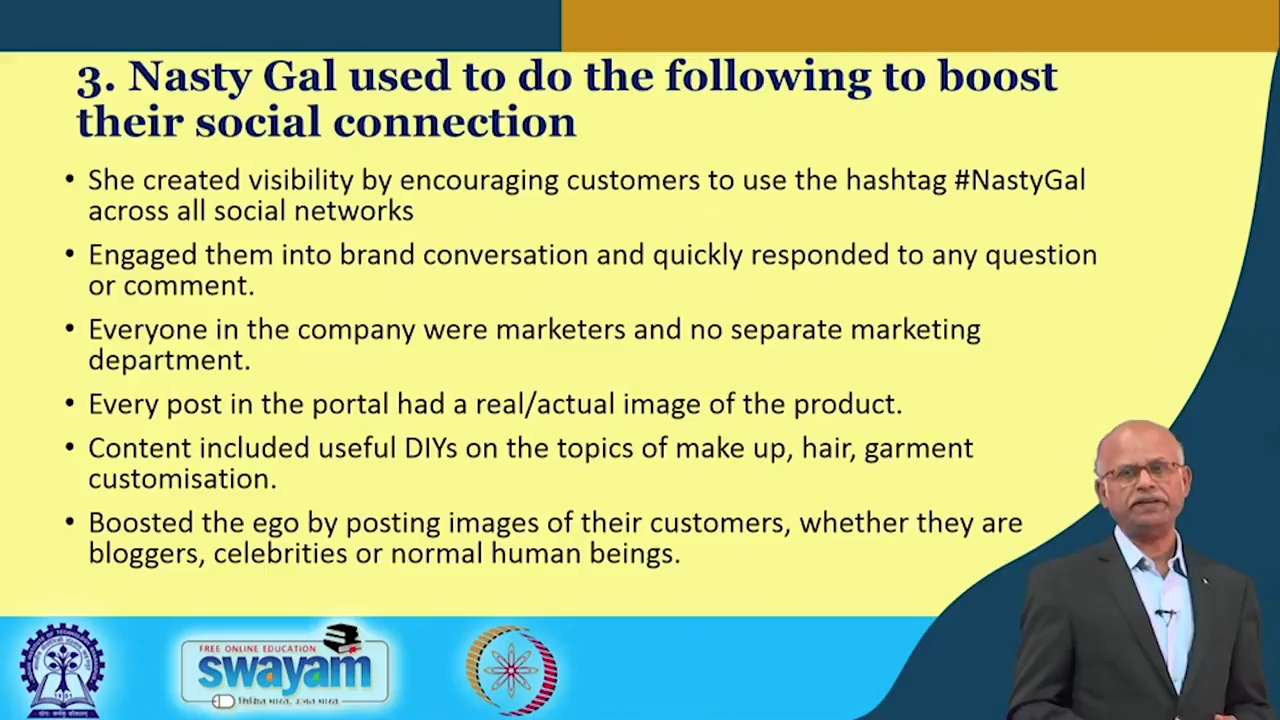 3. Nasty Gal used to do the following to boost
their social connection
• She created visibility by encouraging customers to use the hashtag #NastyGal
across all social networks
• Engaged them into brand conversation and quickly responded to any question
or comment.
• Everyone in the company were marketers and no separate marketing
department.
• Every post in the portal had a real/actual image of the product.
• Content included useful DIYs on the topics of make up, hair, garment
customisation.
• Boosted the ego by posting images of their customers, whether they are
bloggers, celebrities or normal human beings.
FREE ONLINE EDUCATION
swayam
शिक्षित भारत, उन्नत भारत